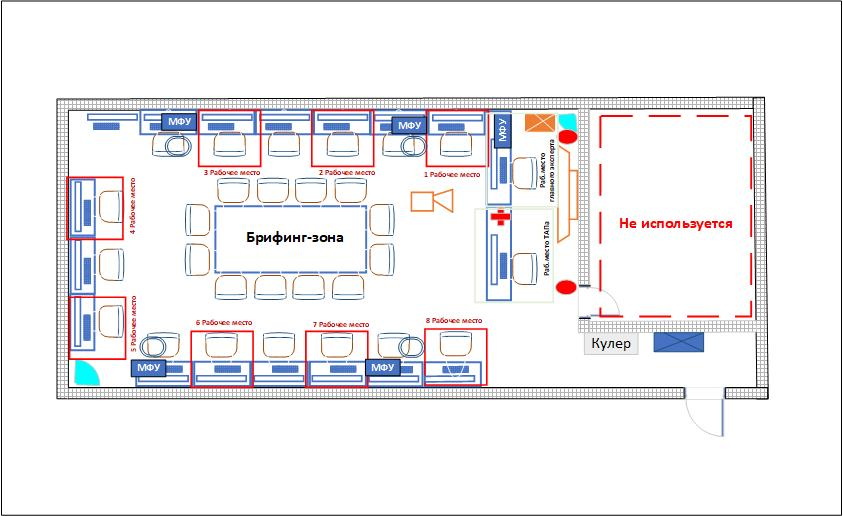 МФУ
МФУ
МФУ
3 Рабочее место
2 Рабочее место
1 Рабочее место
Раб. место
главного эксперта
4 Рабочее место
Брифинг-зона
Не используется
Раб. место ТАПа
5 Рабочее место
6 Рабочее место
7 Рабочее место
8 Рабочее место
Кулер
МФУ
МФУ